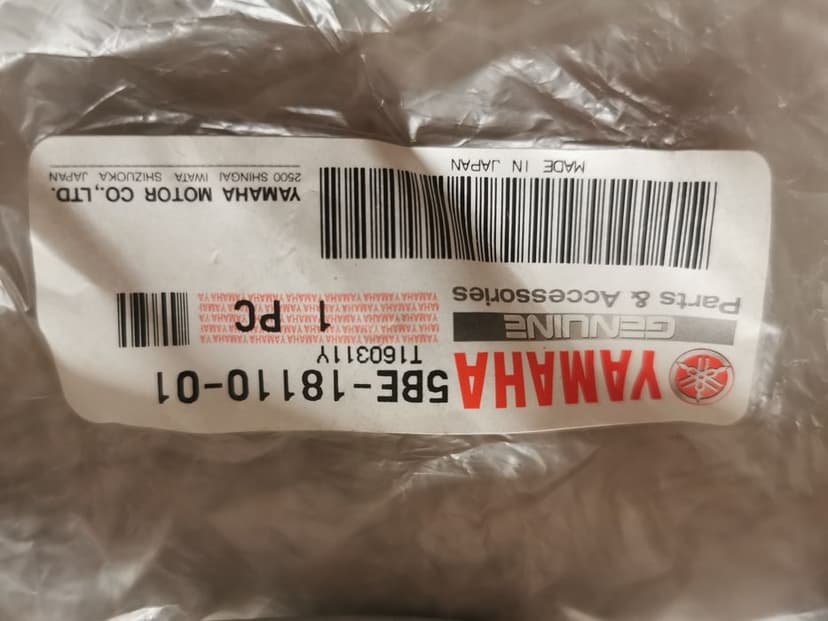 YAMAHA 5BE-18110-01
T160311Y
GENUINE
1 PC
Parts & Accessories
YAMAHA MOTOR CO.,LTD.
2500 SHINGAI IWATA SHIZUOKA JAPAN
MADE IN JAPAN